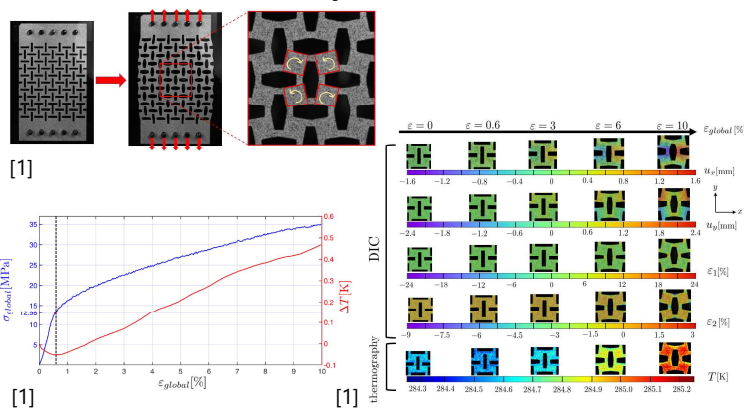 [1]
35
30
25
20
15
12.96
10
5
σglobal[MPa]
0.6
0.5
0.4
0.3
0.2
0.1
0
-0.1
ΔT[K]
0 1 2 3 4 5 6 7 8 9 10
εglobal[%]
[1]
[1]
ε = 0 ε = 0.6 ε = 3 ε = 6 ε = 10 εglobal[%]
DIC
−1.6 −1.2 −0.8 −0.4 0 0.4 0.8 1.2 1.6
ux[mm]
y
x
−2.4 −1.8 −1.2 −0.6 0 0.6 1.2 1.8 2.4
uy[mm]
−24 −18 −12 −6 0 6 12 18 24
ε1[%]
−9 −7.5 −6 −4.5 −3 −1.5 0 1.5 3
ε2[%]
thermography
284.3 284.4 284.5 284.6 284.7 284.8 284.9 285.0 285.1 285.2
T[K]